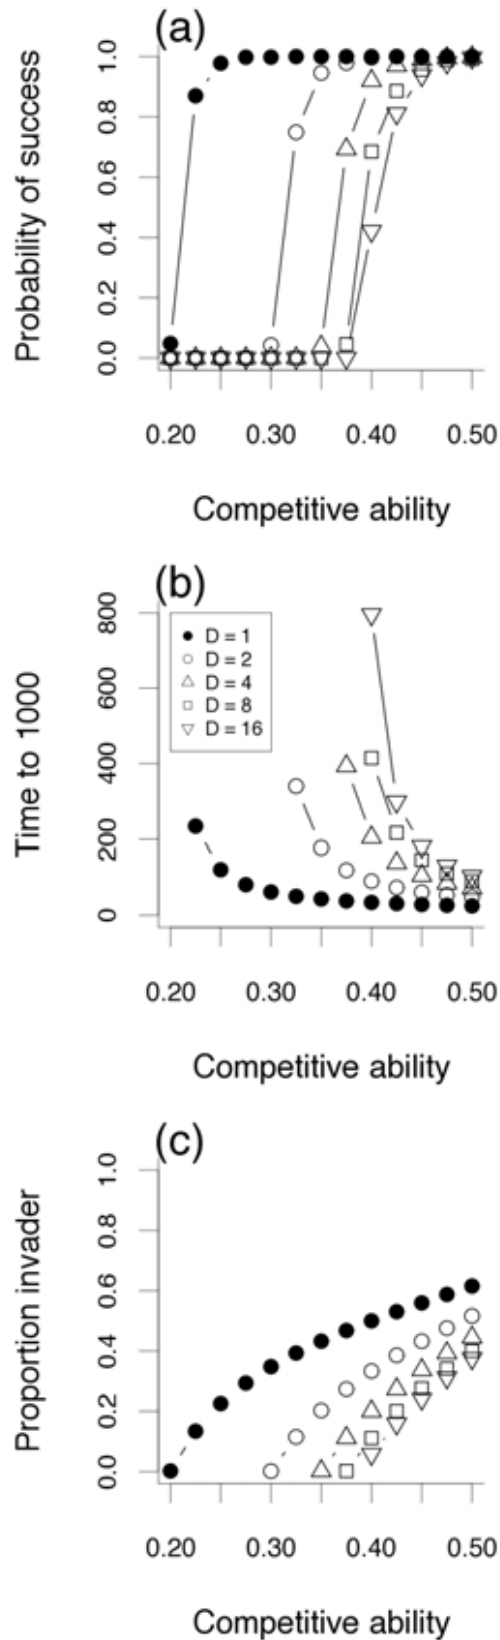 (a)
Probability of success
0.0 0.2 0.4 0.6 0.8 1.0
0.20 0.30 0.40 0.50
Competitive ability
(b)
Time to 1000
0 200 400 600 800
D = 1
D = 2
D = 4
D = 8
D = 16
0.20 0.30 0.40 0.50
Competitive ability
(c)
Proportion invader
0.0 0.2 0.4 0.6 0.8 1.0
0.20 0.30 0.40 0.50
Competitive ability